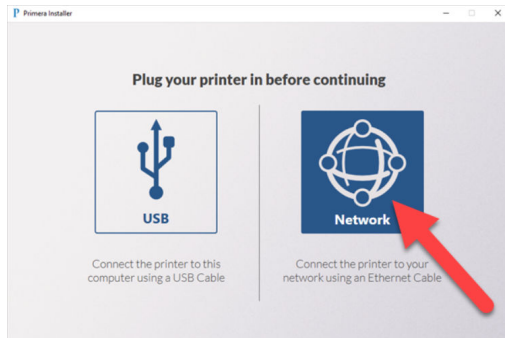 Primera Installer
Plug your printer in before continuing
USB
Network
Connect the printer to this
computer using a USB Cable
Connect the printer to your
network using an Ethernet Cable